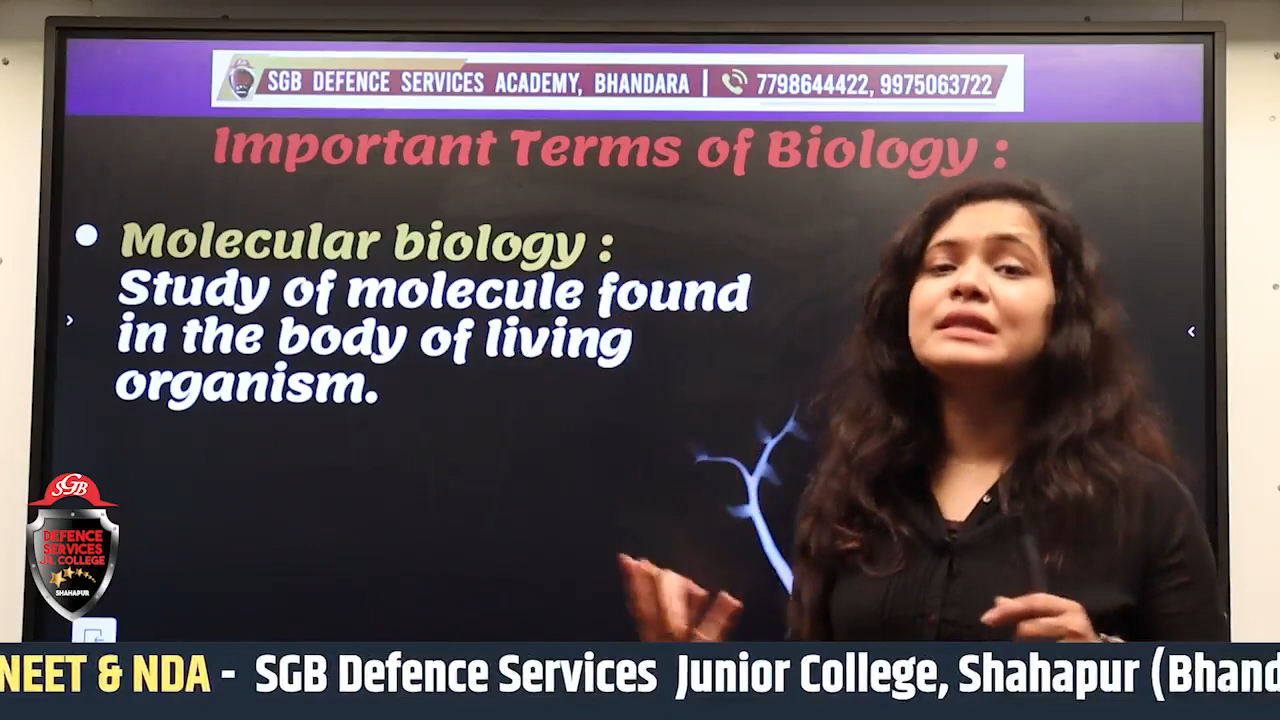 SGB DEFENCE SERVICES ACADEMY, BHANDARA | 7798644422, 9975063722
Important Terms of Biology :
Molecular biology :
Study of molecule found
in the body of living
organism.
SGB
DEFENCE
SERVICES
JR. COLLEGE
SHAHAPUR
NEET & NDA - SGB Defence Services Junior College, Shahapur (Bhand